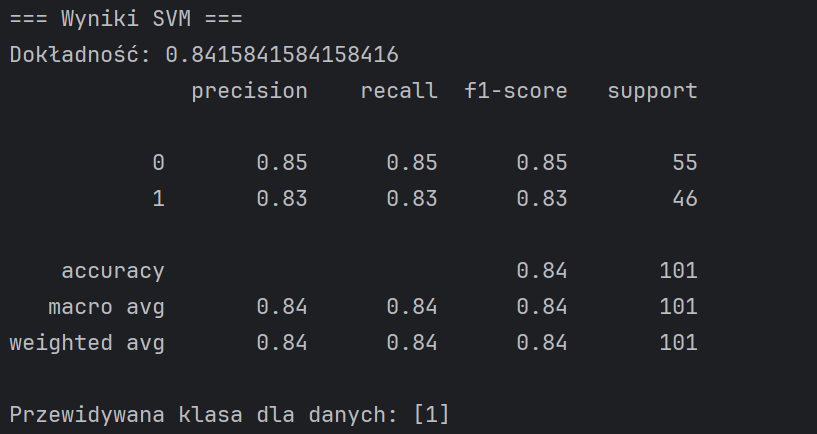 === Wyniki SVM ===
Dokładność: 0.8415841584158416
              precision    recall  f1-score   support

           0       0.85      0.85      0.85        55
           1       0.83      0.83      0.83        46

    accuracy                           0.84       101
   macro avg       0.84      0.84      0.84       101
weighted avg       0.84      0.84      0.84       101

Przewidywana klasa dla danych: [1]